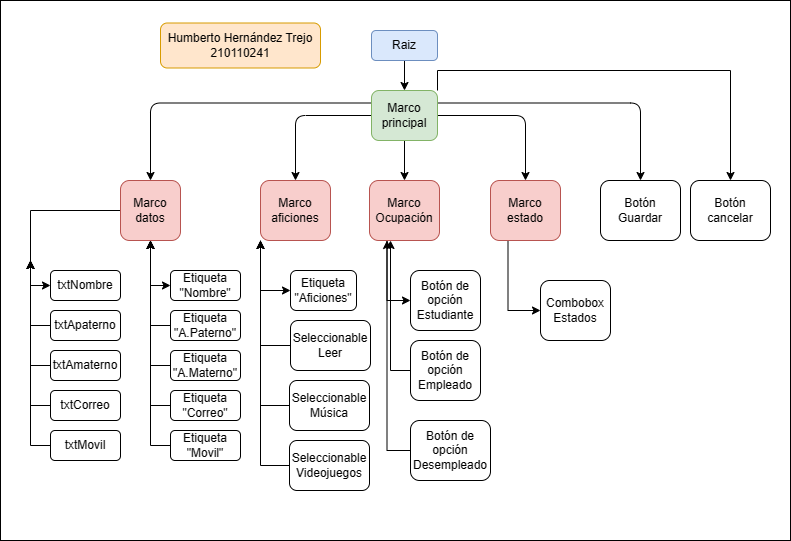 Humberto Hernández Trejo
210110241
Raiz
Marco
principal
Marco
datos
Marco
aficiones
Marco
Ocupación
Marco
estado
Botón
Guardar
Botón
cancelar
txtNombre
txtApaterno
txtAmaterno
txtCorreo
txtMovil
Etiqueta
"Nombre"
Etiqueta
"A.Paterno"
Etiqueta
"A.Materno"
Etiqueta
"Correo"
Etiqueta
"Movil"
Etiqueta
"Aficiones"
Seleccionable
Leer
Seleccionable
Música
Seleccionable
Videojuegos
Botón de
opción
Estudiante
Botón de
opción
Empleado
Botón de
opción
Desempleado
Combobox
Estados